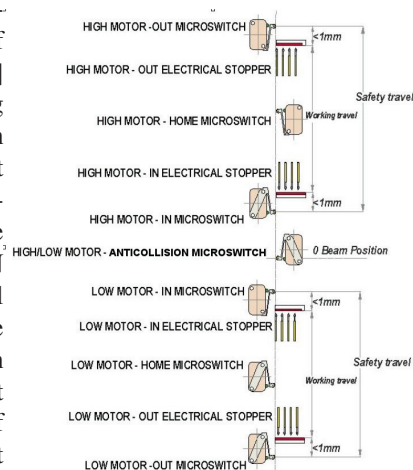 HIGH MOTOR -OUT MICROSWITCH
<1mm
HIGH MOTOR - OUT ELECTRICAL STOPPER
Safety travel
HIGH MOTOR - HOME MICROSWITCH
Working travel
HIGH MOTOR - IN ELECTRICAL STOPPER
<1mm
HIGH MOTOR - IN MICROSWITCH
HIGH/LOW MOTOR - ANTICOLLISION MICROSWITCH
0 Beam Position
LOW MOTOR - IN MICROSWITCH
<1mm
LOW MOTOR - IN ELECTRICAL STOPPER
Safety travel
LOW MOTOR - HOME MICROSWITCH
Working travel
LOW MOTOR - OUT ELECTRICAL STOPPER
<1mm
LOW MOTOR -OUT MICROSWITCH